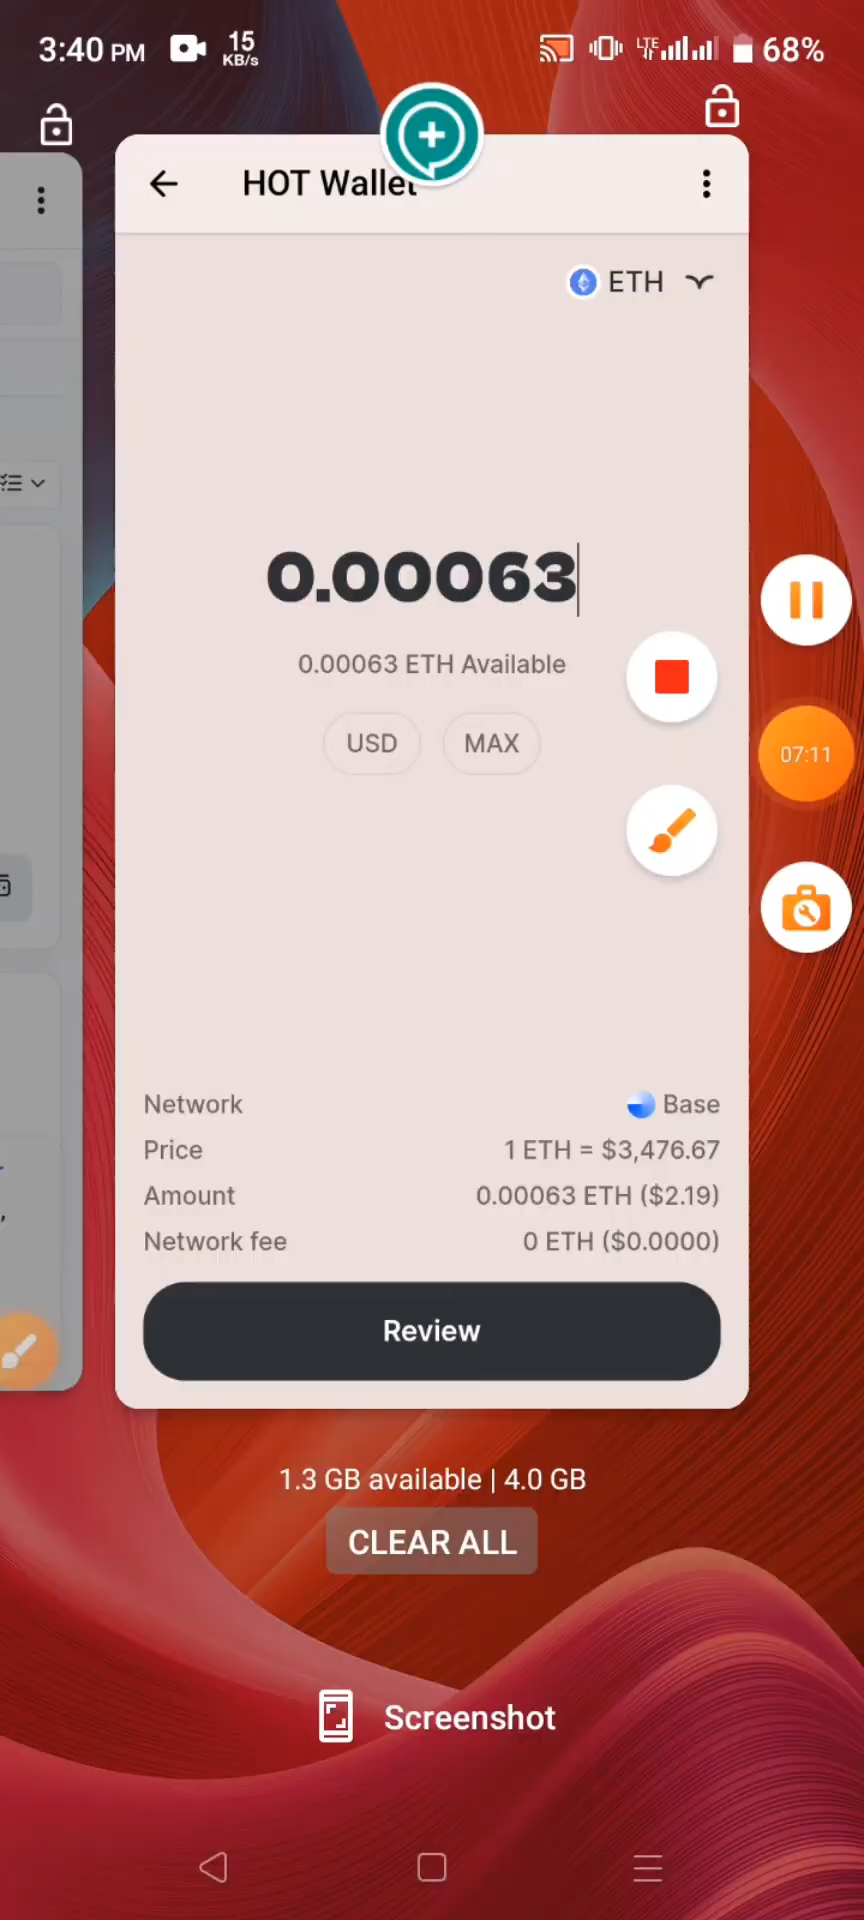 3:40 PM 15 KB/s LTE 68%
HOT Wallet
ETH
0.00063
0.00063 ETH Available
USD MAX
07:11
Network Base
Price 1 ETH = $3,476.67
Amount 0.00063 ETH ($2.19)
Network fee 0 ETH ($0.0000)
Review
1.3 GB available | 4.0 GB
CLEAR ALL
Screenshot